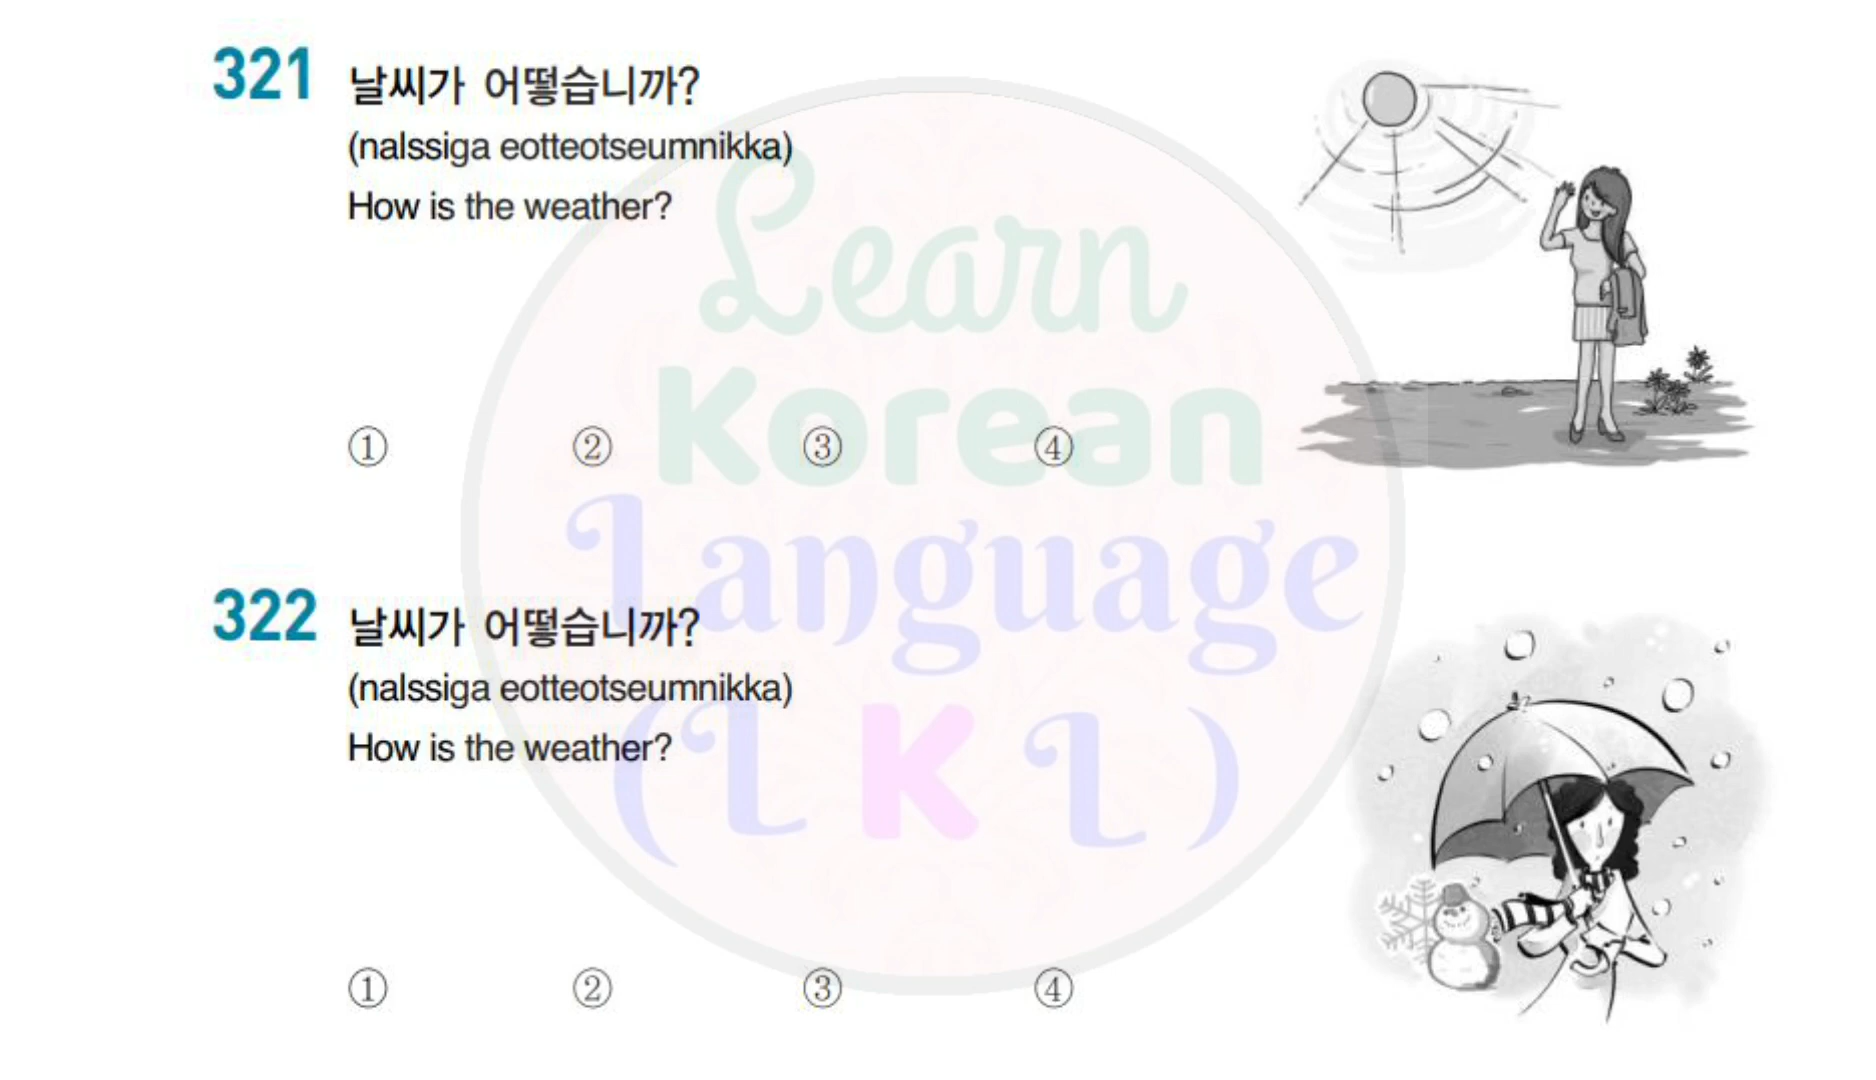 321 날씨가 어떻습니까?
(nalssiga eotteotseumnikka)
How is the weather?
① ② ③ ④
322 날씨가 어떻습니까?
(nalssiga eotteotseumnikka)
How is the weather?
① ② ③ ④
Learn
Korean
Language
(LKL)